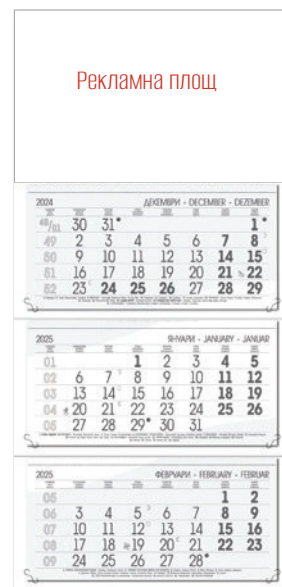 Рекламна площ
2024 ДЕКЕМВРИ - DECEMBER - DEZEMBER
48/01 30 31 1
49 2 3 4 5 6 7 8
50 9 10 11 12 13 14 15
51 16 17 18 19 20 21 22
52 23 24 25 26 27 28 29
2025 ЯНУАРИ - JANUARY - JANUAR
01 1 2 3 4 5
02 6 7 8 9 10 11 12
03 13 14 15 16 17 18 19
04 20 21 22 23 24 25 26
05 27 28 29 30 31
2025 ФЕВРУАРИ - FEBRUARY - FEBRUAR
05 1 2
06 3 4 5 6 7 8 9
07 10 11 12 13 14 15 16
08 17 18 19 20 21 22 23
09 24 25 26 27 28